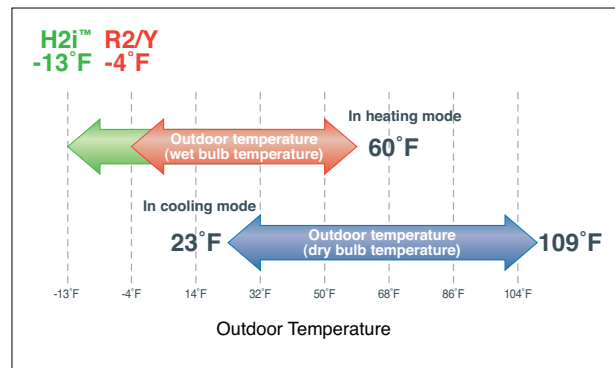 H2i™ R2/Y
-13°F -4°F
In heating mode
Outdoor temperature
(wet bulb temperature)
60°F
In cooling mode
23°F
Outdoor temperature
(dry bulb temperature)
109°F
-13°F -4°F 14°F 32°F 50°F 68°F 86°F 104°F
Outdoor Temperature